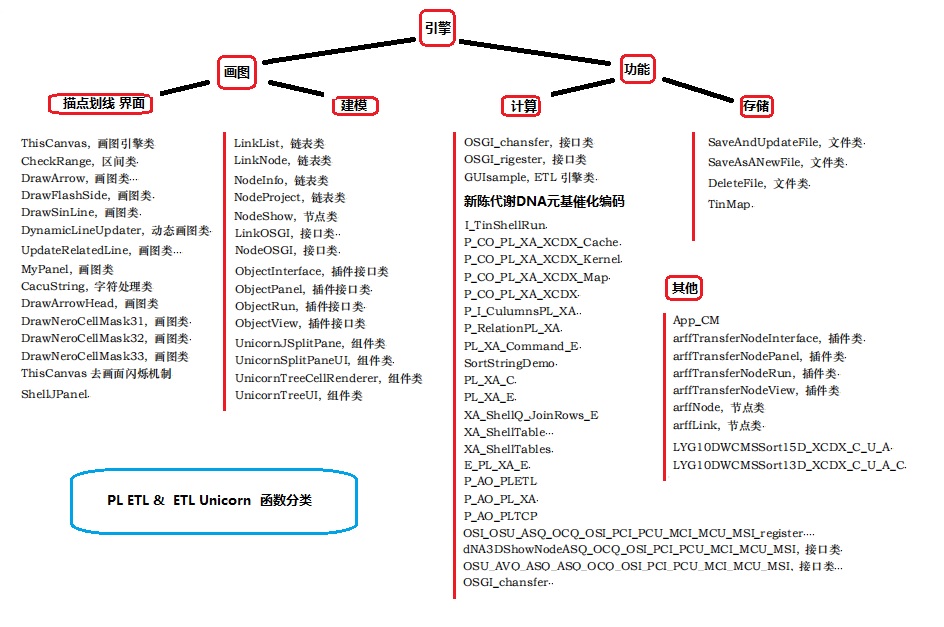 引擎
画图
功能
描点划线 界面
建模
计算
存储
ThisCanvas, 画图引擎类
CheckRange, 区间类.
DrawArrow, 画图类...
DrawFlashSide, 画图类.
DrawSinLine, 画图类.
DynamicLineUpdater, 动态画图类.
UpdateRelatedLine, 画图类...
MyPanel, 画图类
CacuString, 字符处理类
DrawArrowHead, 画图类
DrawNeroCellMask31, 画图类.
DrawNeroCellMask32, 画图类.
DrawNeroCellMask33, 画图类
ThisCanvas 去画面闪烁机制
ShellJPanel.
LinkList, 链表类
LinkNode, 链表类.
NodeInfo, 链表类
NodeProject, 链表类
NodeShow, 节点类
LinkOSGI, 接口类..
NodeOSGI, 接口类.
ObjectInterface, 插件接口类
ObjectPanel, 插件接口类.
ObjectRun, 插件接口类.
ObjectView, 插件接口类
UnicornJSplitPane, 组件类
UnicornSplitPaneUI, 组件类.
UnicornTreeCellRenderer, 组件类
UnicornTreeUI, 组件类
OSGI_chansfer, 接口类
OSGI_rigester, 接口类
GUIsample, ETL 引擎类.
新陈代谢DNA元基催化编码
I_TinShellRun.
P_CO_PL_XA_XCDX_Cache.
P_CO_PL_XA_XCDX_Kernel.
P_CO_PL_XA_XCDX_Map.
P_CO_PL_XA_XCDX.
P_I_CulumnsPL_XA..
P_RelationPL_XA.
PL_XA_Command_E.
SortStringDemo.
PL_XA_C.
PL_XA_E.
XA_ShellQ_JoinRows_E
XA_ShellTable...
XA_ShellTables.
E_PL_XA_E.
P_AO_PLETL
P_AO_PL_XA.
P_AO_PLTCP
OSI_OSU_ASQ_OCQ_OSI_PCI_PCU_MCI_MCU_MSI_register....
dNA3DShowNodeASQ_OCQ_OSI_PCI_PCU_MCI_MCU_MSI, 接口类.
OSU_AVQ_ASQ_ASQ_OCQ_OSI_PCI_PCU_MCI_MCU_MSI, 接口类...
OSGI_chansfer..
SaveAndUpdateFile, 文件类.
SaveAsANewFile, 文件类.
DeleteFile, 文件类.
TinMap.
其他
App_CM
arffTransferNodeInterface, 插件类.
arffTransferNodePanel, 插件类.
arffTransferNodeRun, 插件类.
arffTransferNodeView, 插件类
arffNode, 节点类
arffLink, 节点类.
LYG10DWCMSSort15D_XCDX_C_U_A.
LYG10DWCMSSort13D_XCDX_C_U_A_C.
PL ETL & ETL Unicorn 函数分类